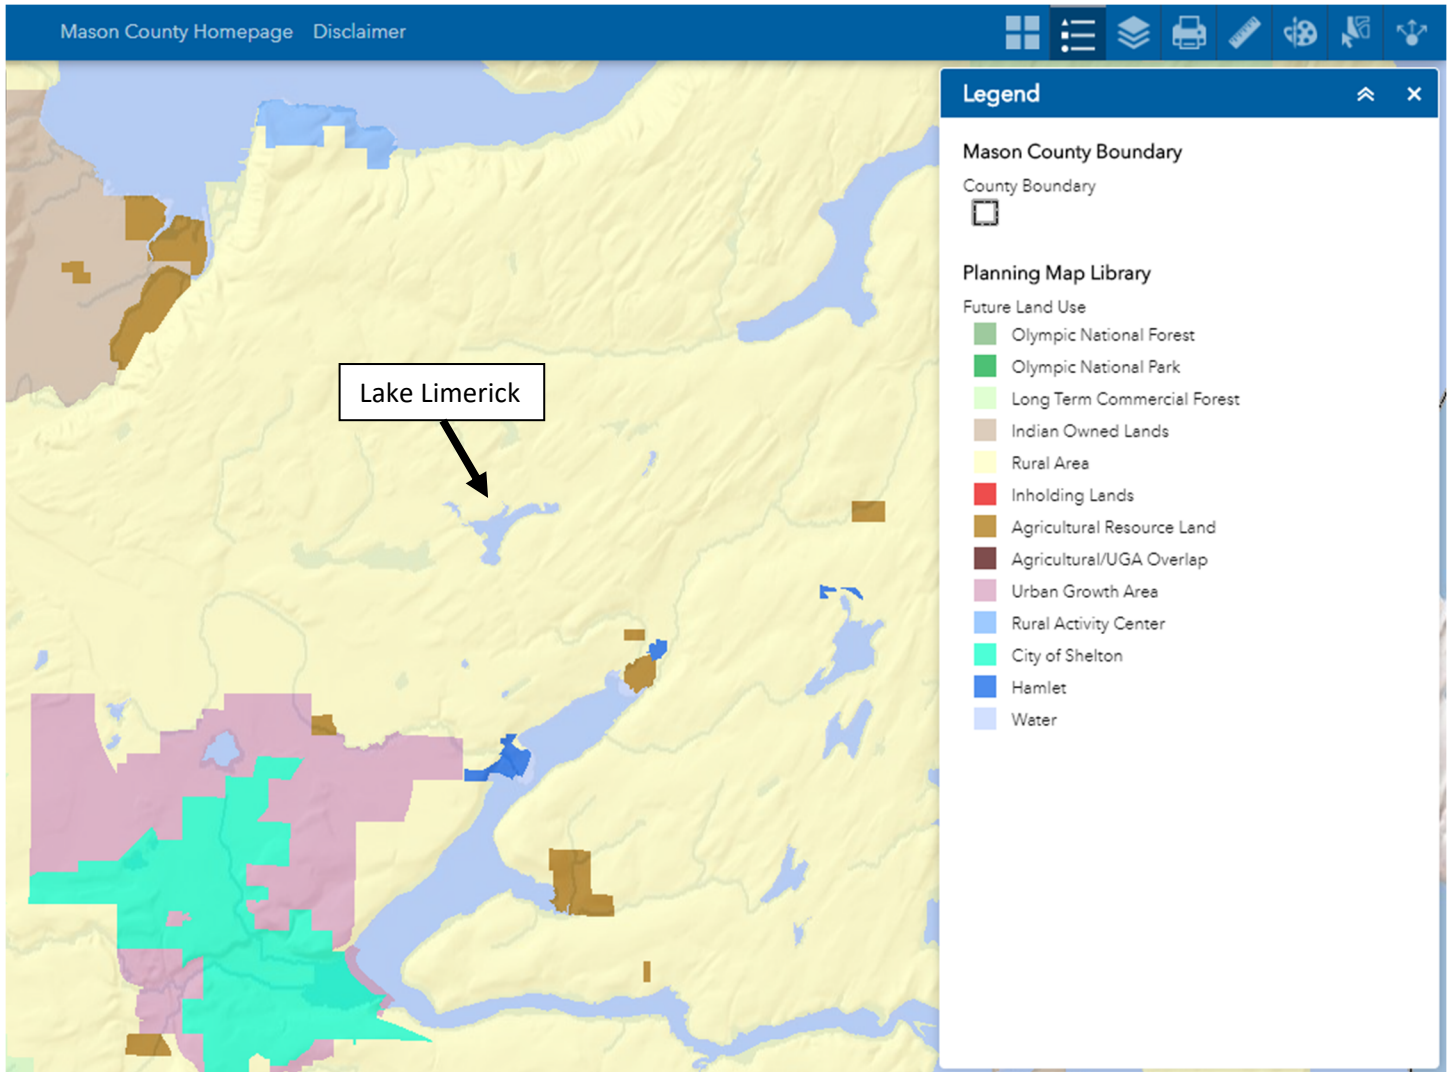 Mason County Homepage Disclaimer
Legend
Mason County Boundary
County Boundary
Planning Map Library
Future Land Use
Olympic National Forest
Olympic National Park
Long Term Commercial Forest
Indian Owned Lands
Rural Area
Inholding Lands
Agricultural Resource Land
Agricultural/UGA Overlap
Urban Growth Area
Rural Activity Center
City of Shelton
Hamlet
Water
Lake Limerick